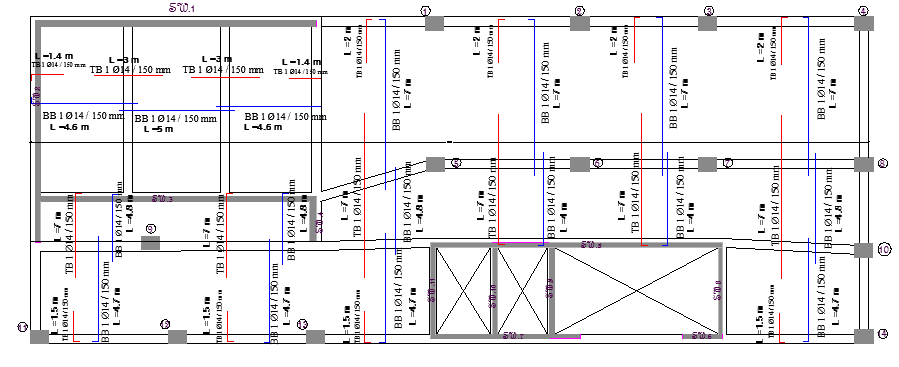 SW.1
1
2
3
4
L =1.4 m
TB 1 Ø14 / 150 mm
L =3 m
TB 1 Ø14 / 150 mm
L =3 m
TB 1 Ø14 / 150 mm
L =1.4 m
TB 1 Ø14 / 150 mm
BB 1 Ø14 / 150 mm
L =4.6 m
BB 1 Ø14 / 150 mm
L =5 m
BB 1 Ø14 / 150 mm
L =4.6 m
L =2 m
TB 1 Ø14 / 150 mm
BB 1 Ø14 / 150 mm
L =7 m
L =2 m
TB 1 Ø14 / 150 mm
BB 1 Ø14 / 150 mm
L =7 m
L =2 m
TB 1 Ø14 / 150 mm
BB 1 Ø14 / 150 mm
L =7 m
L =2 m
TB 1 Ø14 / 150 mm
BB 1 Ø14 / 150 mm
L =7 m
SW.2
SW.3
SW.4
L =7 m
TB 1 Ø14 / 150 mm
BB 1 Ø14 / 150 mm
L =4.8 m
L =7 m
TB 1 Ø14 / 150 mm
BB 1 Ø14 / 150 mm
L =4.8 m
L =7 m
TB 1 Ø14 / 150 mm
BB 1 Ø14 / 150 mm
L =4.8 m
L =7 m
TB 1 Ø14 / 150 mm
BB 1 Ø14 / 150 mm
L =4 m
L =7 m
TB 1 Ø14 / 150 mm
BB 1 Ø14 / 150 mm
L =4 m
L =7 m
TB 1 Ø14 / 150 mm
BB 1 Ø14 / 150 mm
L =4.8 m
9
10
L =1.5 m
TB 1 Ø14 / 150 mm
BB 1 Ø14 / 150 mm
L =4.7 m
L =1.5 m
TB 1 Ø14 / 150 mm
BB 1 Ø14 / 150 mm
L =4.7 m
L =1.5 m
TB 1 Ø14 / 150 mm
BB 1 Ø14 / 150 mm
L =4.7 m
L =1.5 m
TB 1 Ø14 / 150 mm
BB 1 Ø14 / 150 mm
L =4.7 m
11
12
13
14